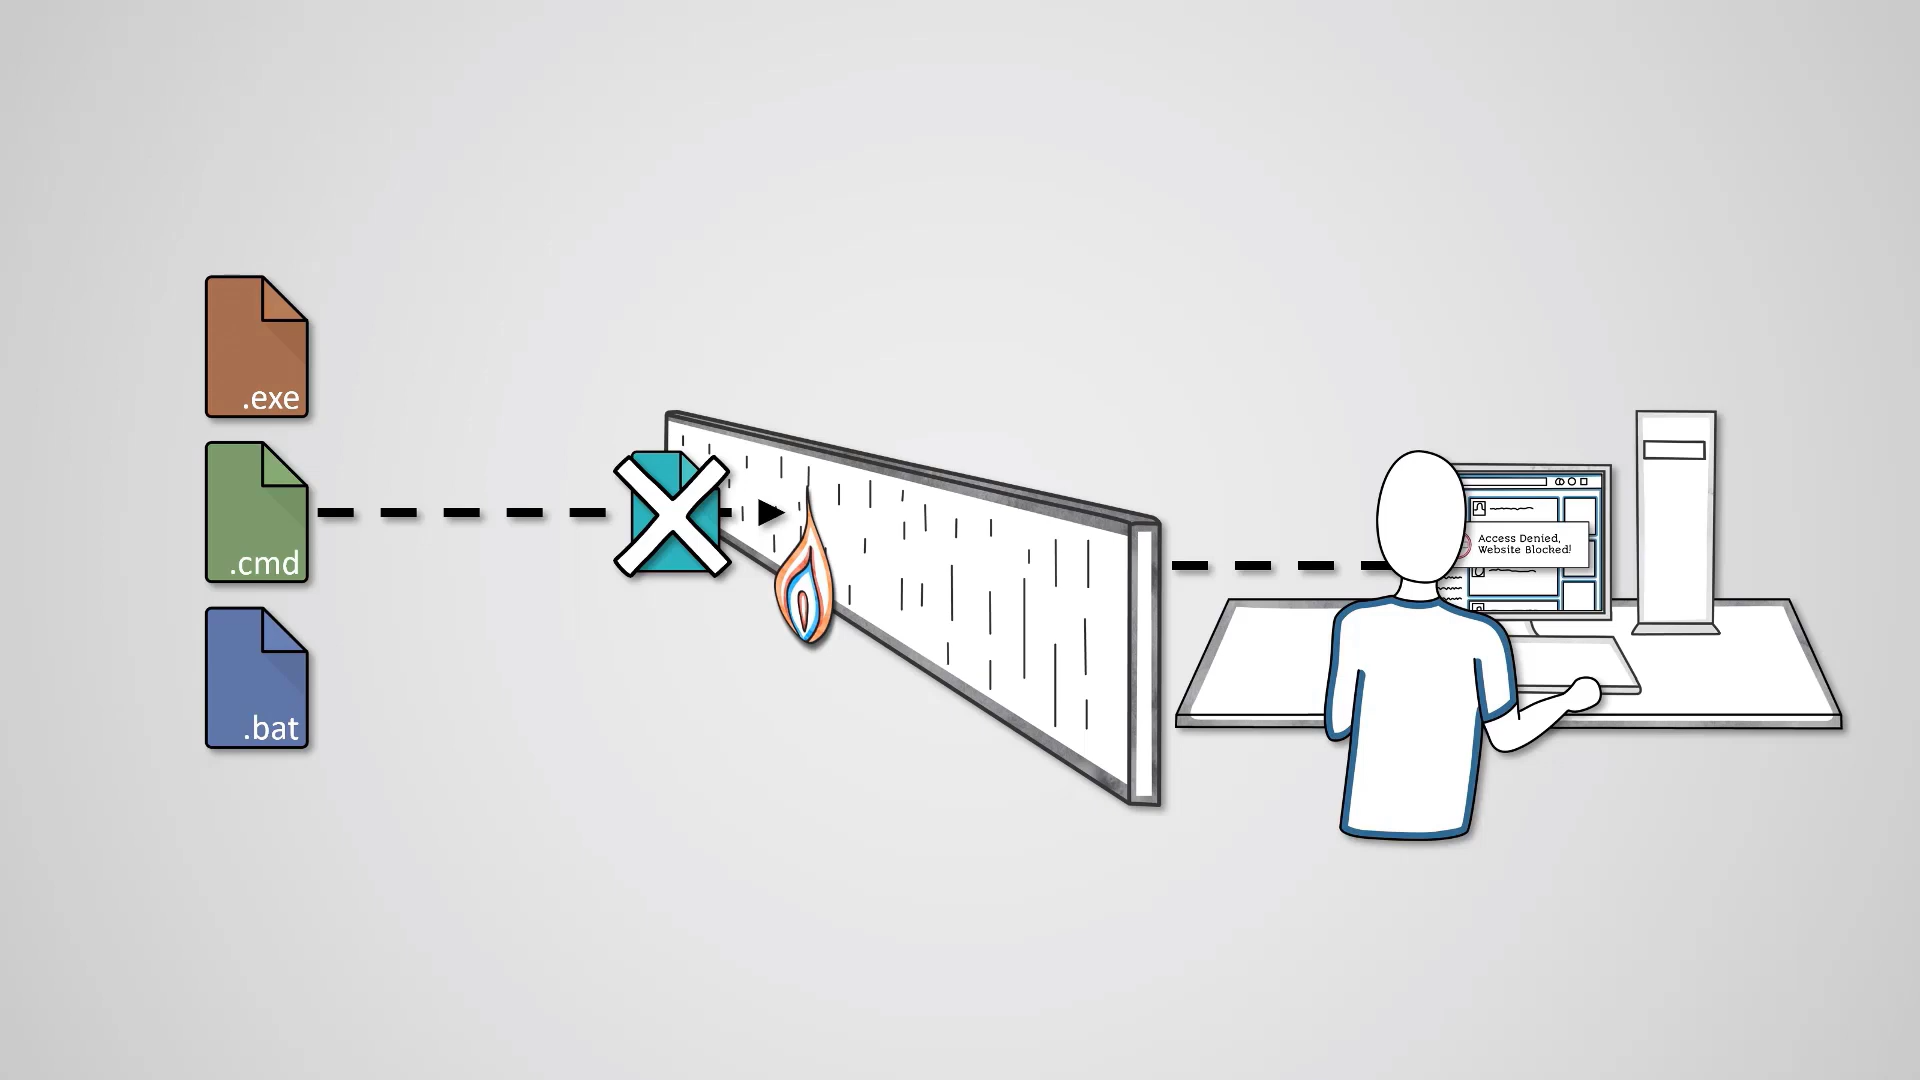 .exe
.cmd
.bat
Access Denied,
Website Blocked!